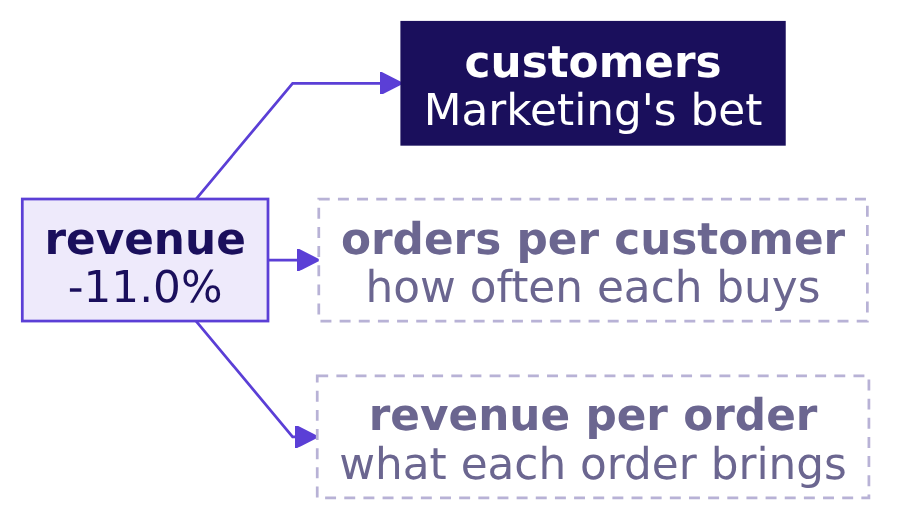 customers
Marketing's bet
revenue
-11.0%
orders per customer
how often each buys
revenue per order
what each order brings